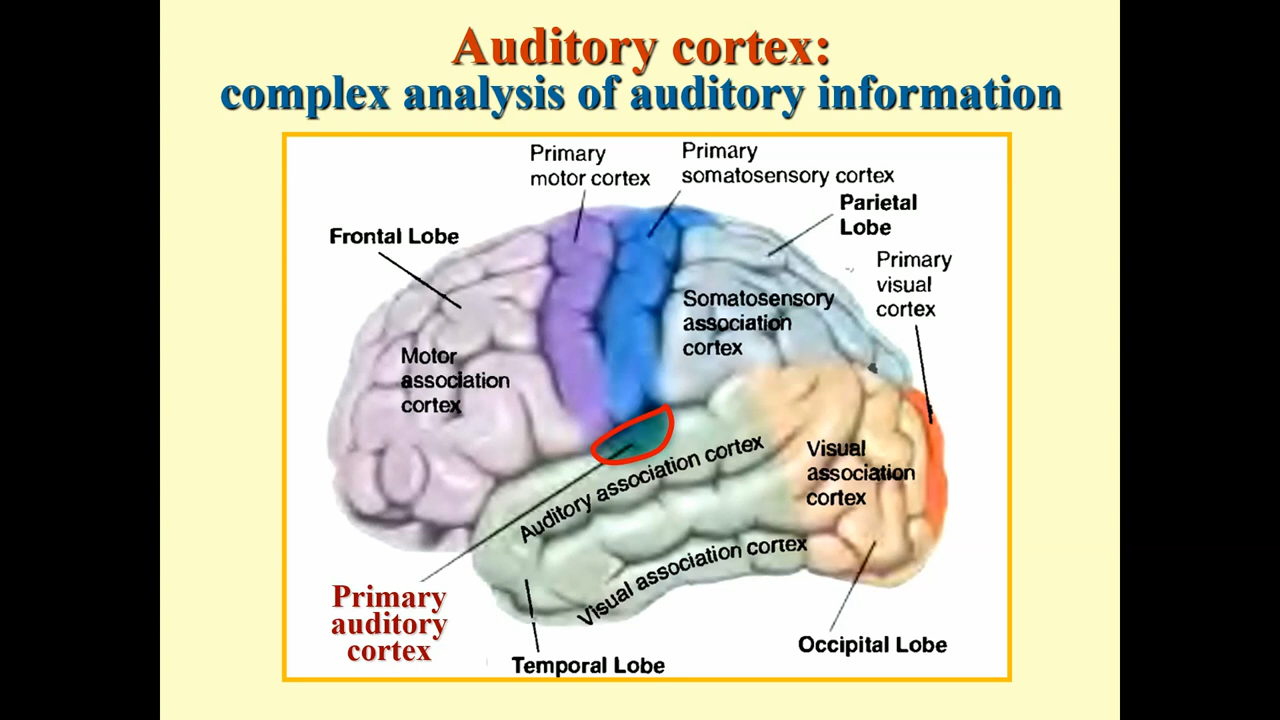 Auditory cortex:
complex analysis of auditory information
Primary
motor cortex
Primary
somatosensory cortex
Parietal
Lobe
Frontal Lobe
Primary
visual
cortex
Somatosensory
association
cortex
Motor
association
cortex
Auditory association cortex
Visual
association
cortex
Visual association cortex
Primary
auditory
cortex
Occipital Lobe
Temporal Lobe